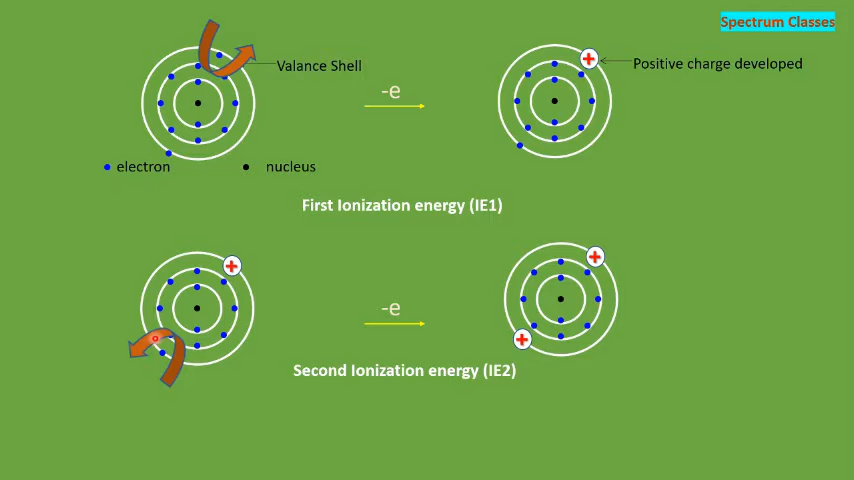 Spectrum Classes
Valance Shell
-e
Positive charge developed
electron
nucleus
First Ionization energy (IE1)
-e
Second Ionization energy (IE2)